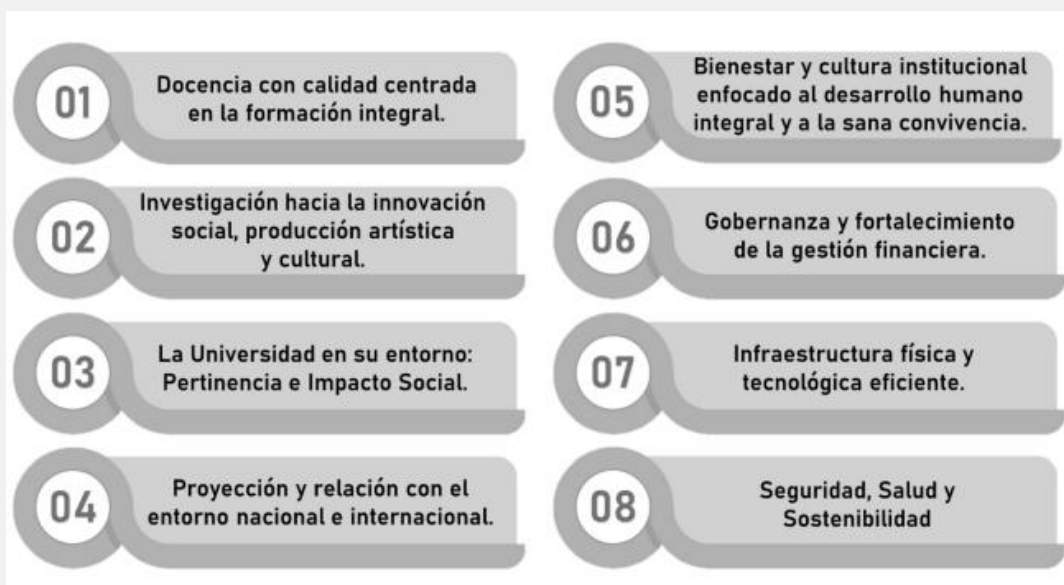 01
Docencia con calidad centrada
en la formación integral.
02
Investigación hacia la innovación
social, producción artística
y cultural.
03
La Universidad en su entorno:
Pertinencia e Impacto Social.
04
Proyección y relación con el
entorno nacional e internacional.
05
Bienestar y cultura institucional
enfocado al desarrollo humano
integral y a la sana convivencia.
06
Gobernanza y fortalecimiento
de la gestión financiera.
07
Infraestructura física y
tecnológica eficiente.
08
Seguridad, Salud y
Sostenibilidad